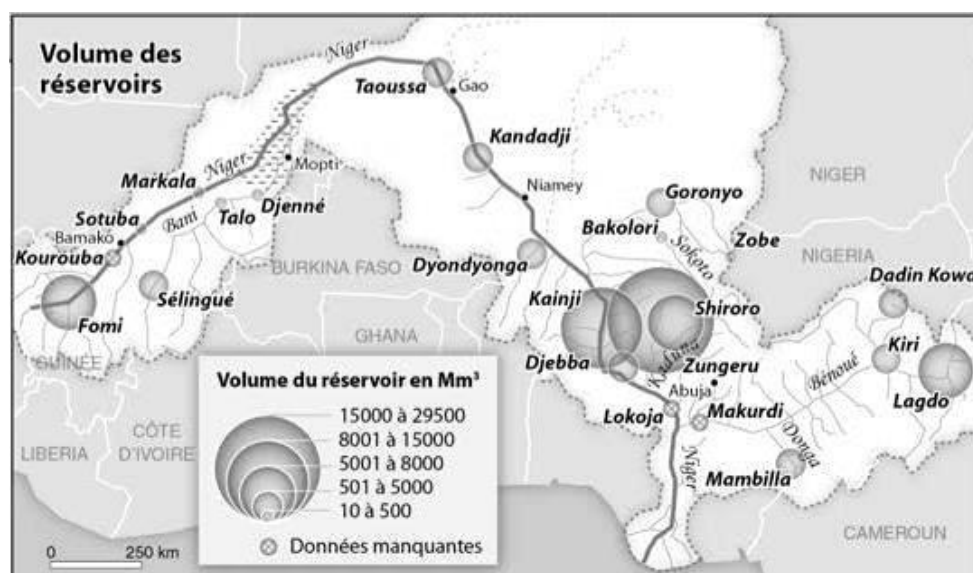 Volume des
réservoirs
Niger
Taoussa
Gao
Kandadji
Niger
Mopti
Markala
Niamey
Goronyo
NIGER
Sotuba
Bani
Talo
Djenné
Bakolori
Sokoto
Zobe
Bamako
Kourouba
BURKINA FASO
Dyondyonga
NIGERIA
Dadin Kowa
Sélingué
Kainji
Shiroro
Fomi
GHANA
Kiri
GUINÉE
Djebba
Kaduna
Zungeru
Bénoué
Abuja
Lagdo
Lokoja
Makurdi
Donga
Niger
Mambilla
LIBERIA
CÔTE
D'IVOIRE
CAMEROUN
Volume du réservoir en Mm³
15000 à 29500
8001 à 15000
5001 à 8000
501 à 5000
10 à 500
Données manquantes
0 250 km